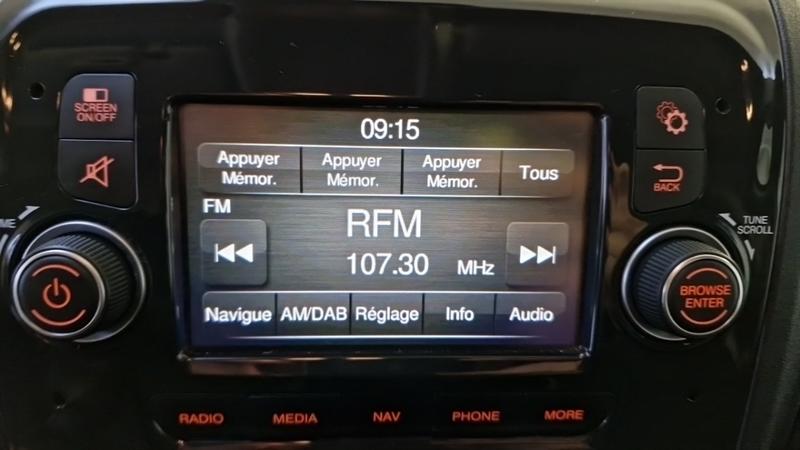 09:15
SCREEN
ON/OFF
Appuyer
Mémor.
Appuyer
Mémor.
Appuyer
Mémor.
Tous
BACK
FM
RFM
107.30 MHz
TUNE
SCROLL
BROWSE
ENTER
Navigue AM/DAB Réglage Info Audio
RADIO MEDIA NAV PHONE MORE